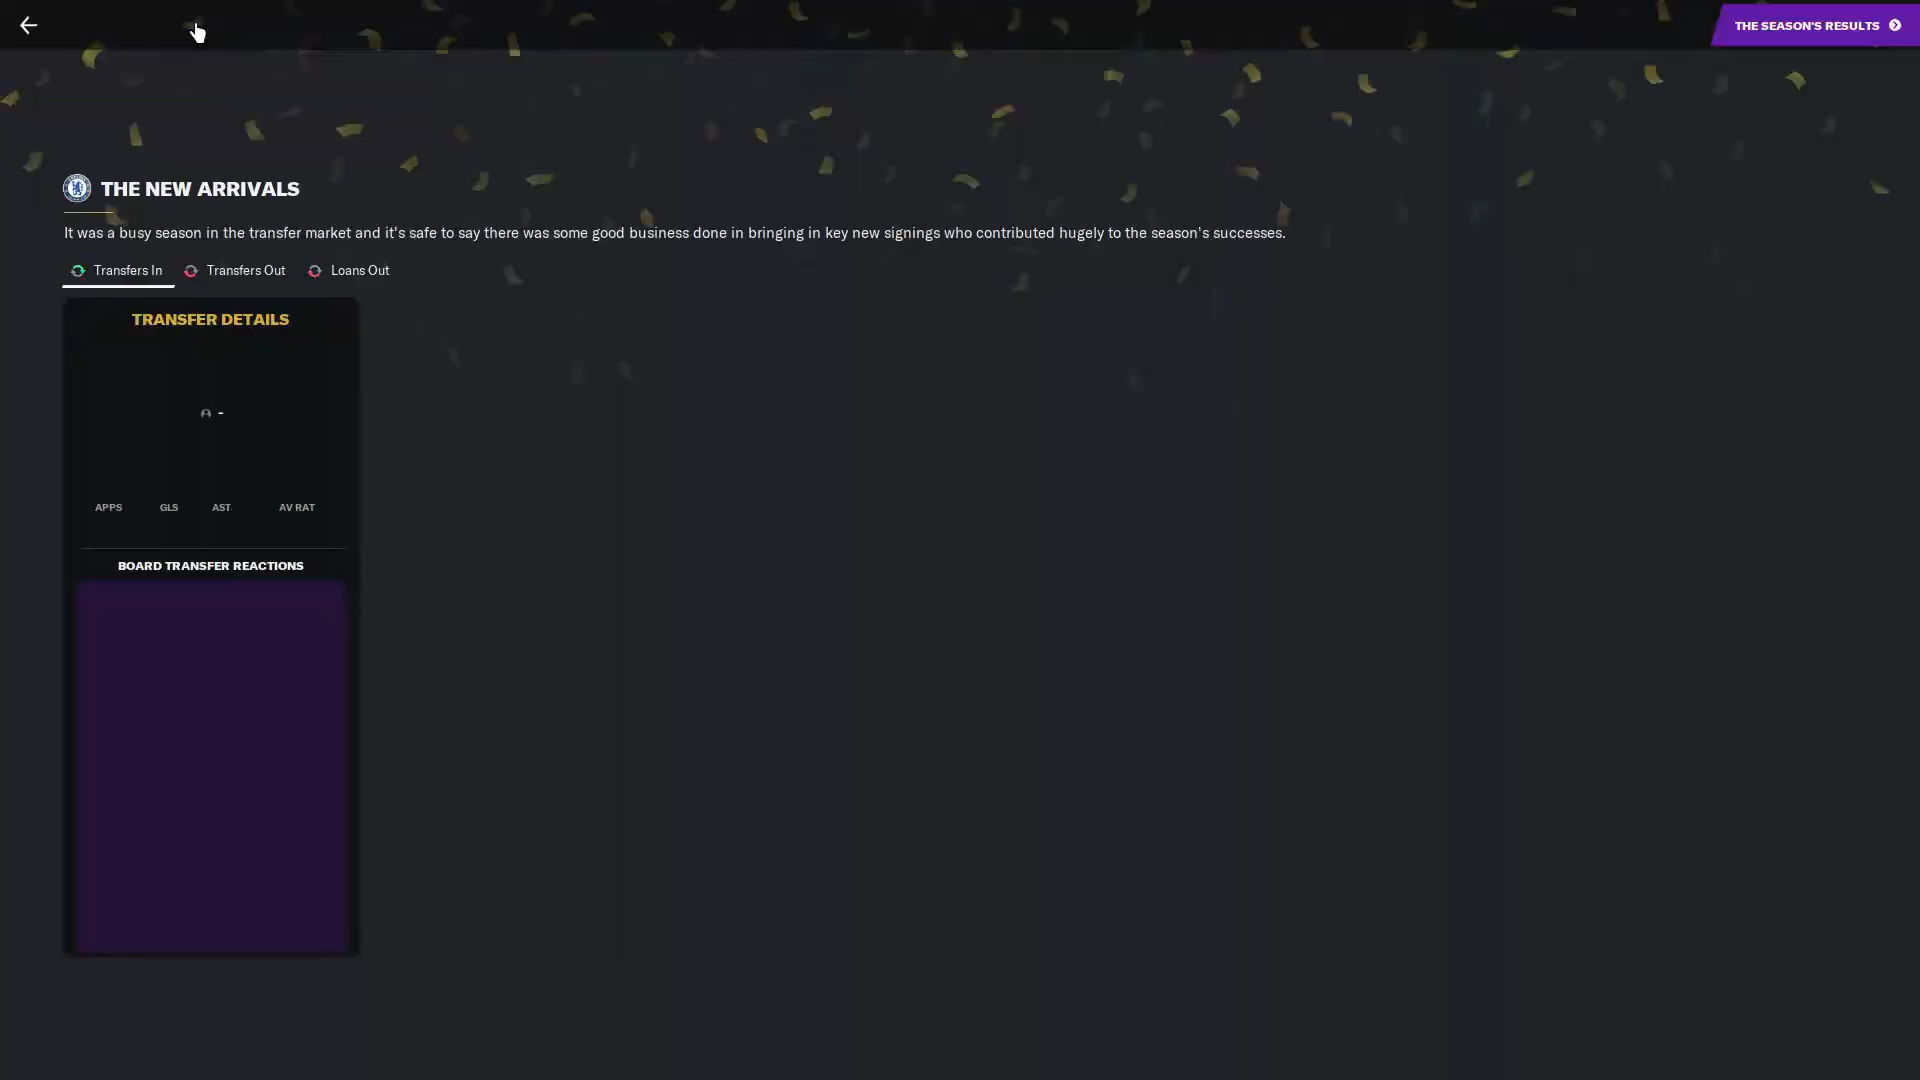 THE SEASON'S RESULTS
THE NEW ARRIVALS
It was a busy season in the transfer market and it's safe to say there was some good business done in bringing in key new signings who contributed hugely to the season's successes.
Transfers In Transfers Out Loans Out
TRANSFER DETAILS
-
APPS GLS AST AV RAT
BOARD TRANSFER REACTIONS